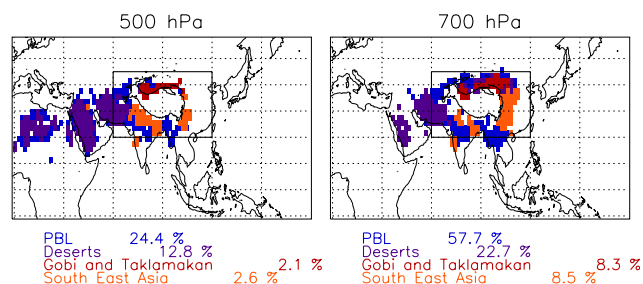 500 hPa
700 hPa
PBL 24.4 %
Deserts 12.8 %
Gobi and Taklamakan 2.1 %
South East Asia 2.6 %
PBL 57.7 %
Deserts 22.7 %
Gobi and Taklamakan 8.3 %
South East Asia 8.5 %